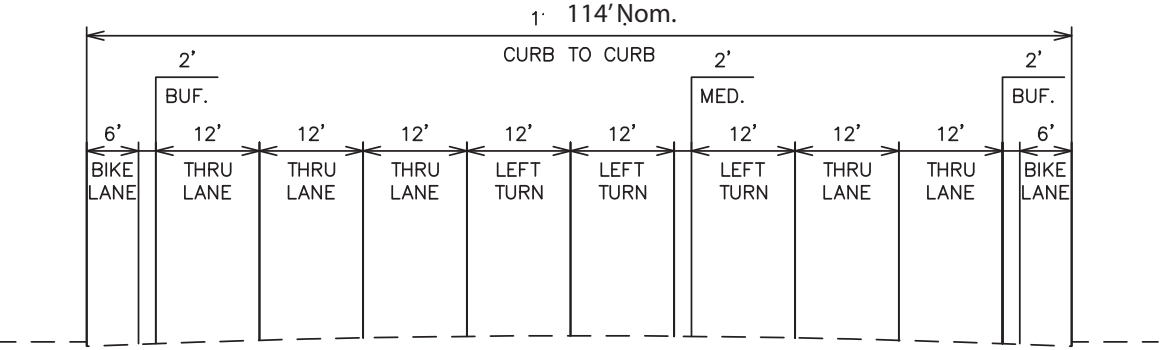 1' 114' Nom.
CURB TO CURB
2' 2' 2'
BUF. MED. BUF.
6' 12' 12' 12' 12' 12' 12' 12' 12' 6'
BIKE THRU THRU THRU LEFT LEFT LEFT THRU THRU BIKE
LANE LANE LANE LANE TURN TURN TURN LANE LANE LANE